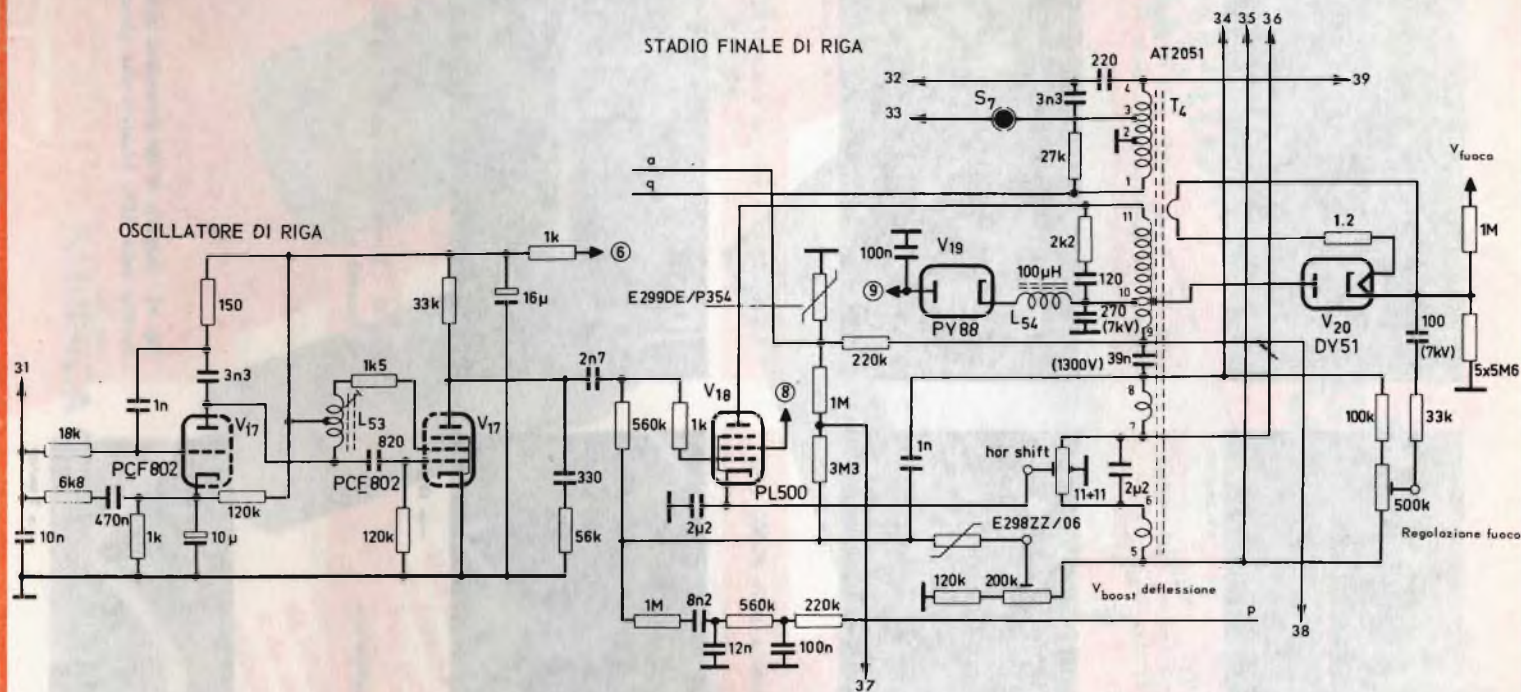 34 35 36
STADIO FINALE DI RIGA
AT2051
220
32
39
4
3n3
3
T4
33
S7
2
27k
1
a
q
V fuoco
11
1.2
1M
OSCILLATORE DI RIGA
1k
6
100n
V19
2k2
100µH
120
150
33k
16µ
E299DE/P354
9
PY88
L54
10
270
(7kV)
V20
DY51
100
(7kV)
5x5M6
9
39n
(1300V)
220k
31
3n3
1k5
2n7
8
1n
V17
L53
V17
V18
8
1M
100k
33k
18k
820
560k
1k
7
PCF802
PCF802
PL500
3M3
1n
hor shift
11+11
2µ2
500k
6k8
470n
120k
330
2µ2
6
E298ZZ/06
Regolazione fuoco
10n
1k
10µ
120k
56k
5
120k
200k
V boost deflessione
1M
8n2
560k
220k
p
12n
100n
38
37